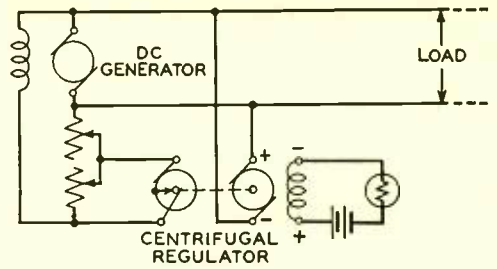 DC
GENERATOR
LOAD
+
-
-
+
CENTRIFUGAL
REGULATOR